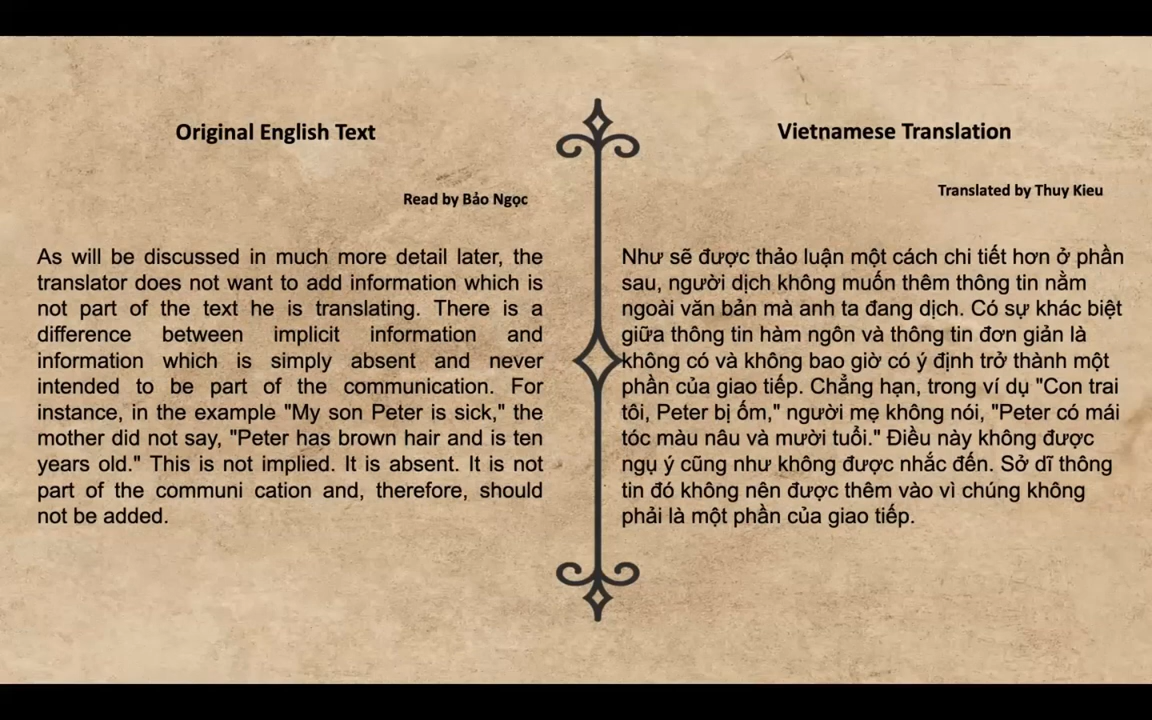 Original English Text
Read by Bảo Ngọc
As will be discussed in much more detail later, the
translator does not want to add information which is
not part of the text he is translating. There is a
difference between implicit information and
information which is simply absent and never
intended to be part of the communication. For
instance, in the example "My son Peter is sick," the
mother did not say, "Peter has brown hair and is ten
years old." This is not implied. It is absent. It is not
part of the communi cation and, therefore, should
not be added.
Vietnamese Translation
Translated by Thuy Kieu
Như sẽ được thảo luận một cách chi tiết hơn ở phần
sau, người dịch không muốn thêm thông tin nằm
ngoài văn bản mà anh ta đang dịch. Có sự khác biệt
giữa thông tin hàm ngôn và thông tin đơn giản là
không có và không bao giờ có ý định trở thành một
phần của giao tiếp. Chẳng hạn, trong ví dụ "Con trai
tôi, Peter bị ốm," người mẹ không nói, "Peter có mái
tóc màu nâu và mười tuổi." Điều này không được
ngụ ý cũng như không được nhắc đến. Sở dĩ thông
tin đó không nên được thêm vào vì chúng không
phải là một phần của giao tiếp.